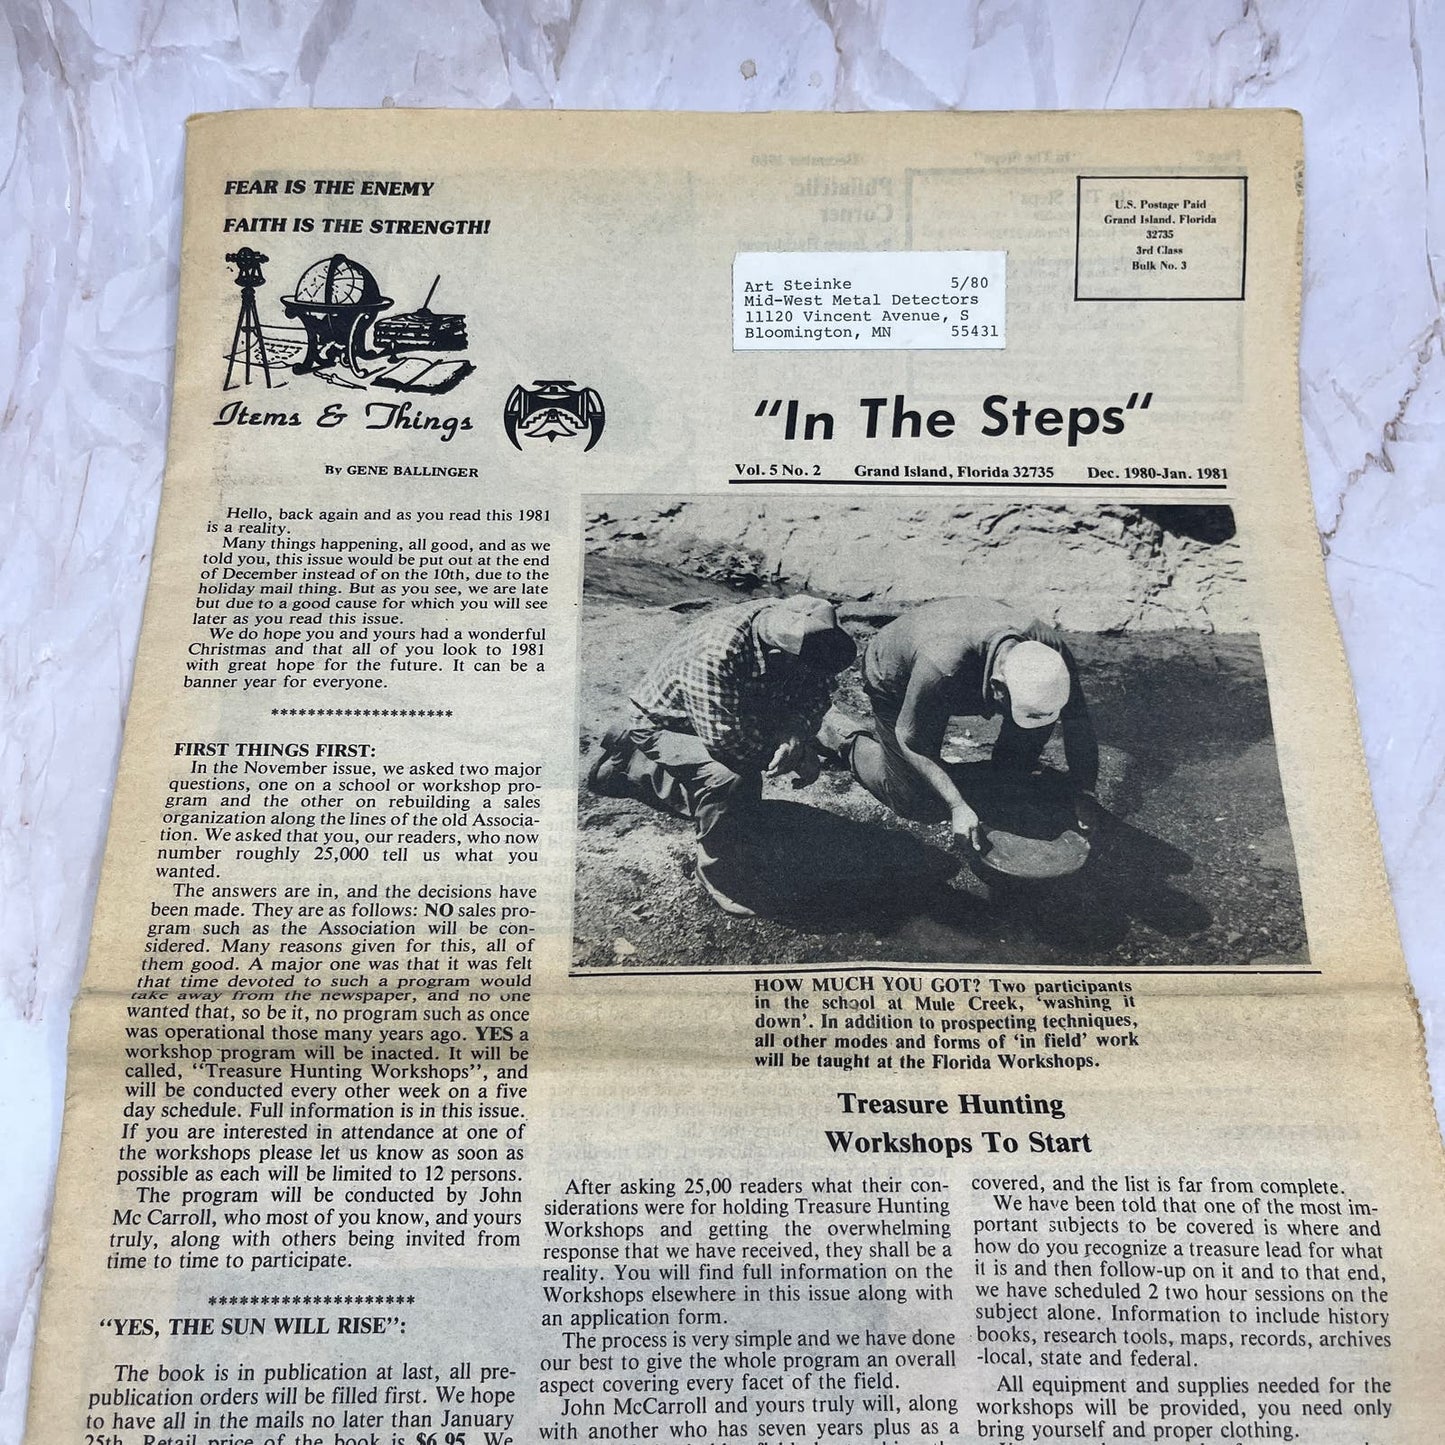 FEAR IS THE ENEMY
FAITH IS THE STRENGTH!
Items & Things
By GENE BALLINGER
U.S. Postage Paid
Grand Island, Florida
32735
3rd Class
Bulk No. 3
Art Steinke 5/80
Mid-West Metal Detectors
11120 Vincent Avenue, S
Bloomington, MN 55431
"In The Steps"
Vol. 5 No. 2 Grand Island, Florida 32735 Dec. 1980-Jan. 1981
Hello, back again and as you read this 1981
is a reality.
Many things happening, all good, and as we
told you, this issue would be put out at the end
of December instead of on the 10th, due to the
holiday mail thing. But as you see, we are late
but due to a good cause for which you will see
later as you read this issue.
We do hope you and yours had a wonderful
Christmas and that all of you look to 1981
with great hope for the future. It can be a
banner year for everyone.
********************
FIRST THINGS FIRST:
In the November issue, we asked two major
questions, one on a school or workshop pro-
gram and the other on rebuilding a sales
organization along the lines of the old Associa-
tion. We asked that you, our readers, who now
number roughly 25,000 tell us what you
wanted.
The answers are in, and the decisions have
been made. They are as follows: NO sales pro-
gram such as the Association will be con-
sidered. Many reasons given for this, all of
them good. A major one was that it was felt
that time devoted to such a program would
take away from the newspaper, and no one
wanted that, so be it, no program such as once
was operational those many years ago. YES a
workshop program will be inacted. It will be
called, "Treasure Hunting Workshops", and
will be conducted every other week on a five
day schedule. Full information is in this issue.
If you are interested in attendance at one of
the workshops please let us know as soon as
possible as each will be limited to 12 persons.
The program will be conducted by John
Mc Carroll, who most of you know, and yours
truly, along with others being invited from
time to time to participate.
********************
"YES, THE SUN WILL RISE":
The book is in publication at last, all pre-
publication orders will be filled first. We hope
to have all in the mails no later than January
25th. Retail price of the book is $6.95. We
HOW MUCH YOU GOT? Two participants
in the school at Mule Creek, 'washing it
down'. In addition to prospecting techniques,
all other modes and forms of 'in field' work
will be taught at the Florida Workshops.
Treasure Hunting
Workshops To Start
After asking 25,00 readers what their con-
siderations were for holding Treasure Hunting
Workshops and getting the overwhelming
response that we have received, they shall be a
reality. You will find full information on the
Workshops elsewhere in this issue along with
an application form.
The process is very simple and we have done
our best to give the whole program an overall
aspect covering every facet of the field.
John McCarroll and yours truly will, along
with another who has seven years plus as a
covered, and the list is far from complete.
We have been told that one of the most im-
portant subjects to be covered is where and
how do you recognize a treasure lead for what
it is and then follow-up on it and to that end,
we have scheduled 2 two hour sessions on the
subject alone. Information to include history
books, research tools, maps, records, archives
-local, state and federal.
All equipment and supplies needed for the
workshops will be provided, you need only
bring yourself and proper clothing.